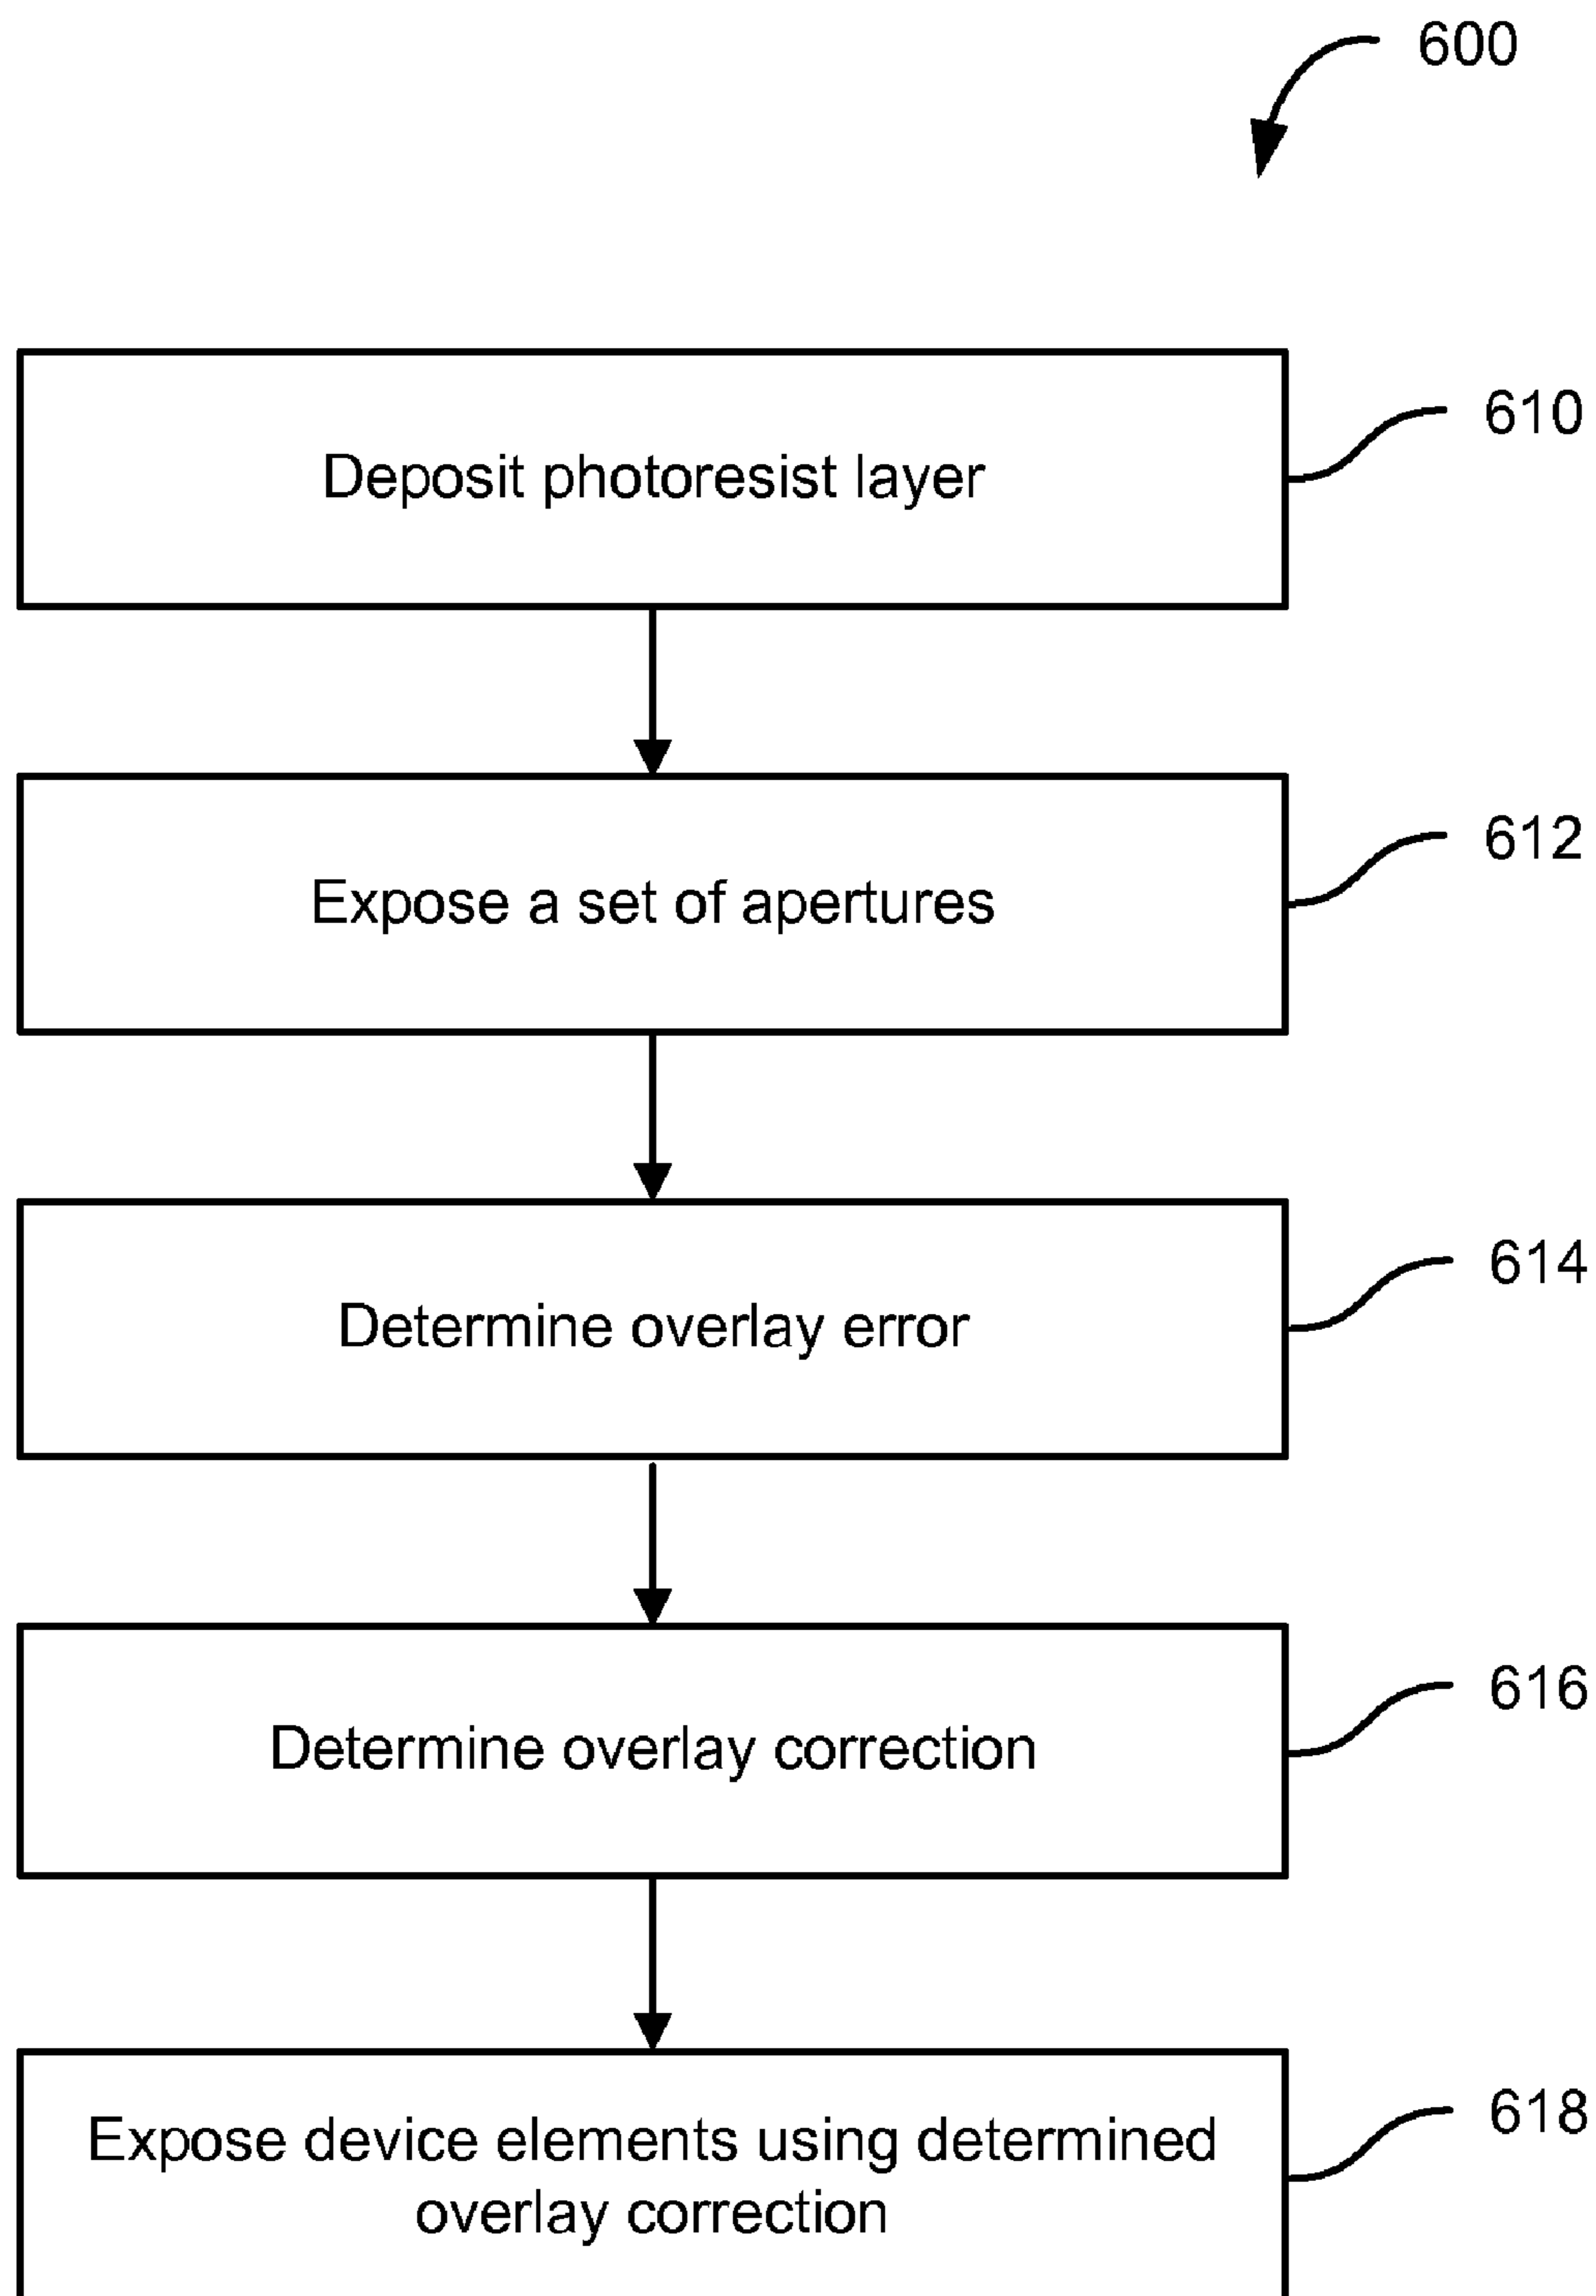 600
Deposit photoresist layer
610
Expose a set of apertures
612
Determine overlay error
614
Determine overlay correction
616
Expose device elements using determined
overlay correction
618